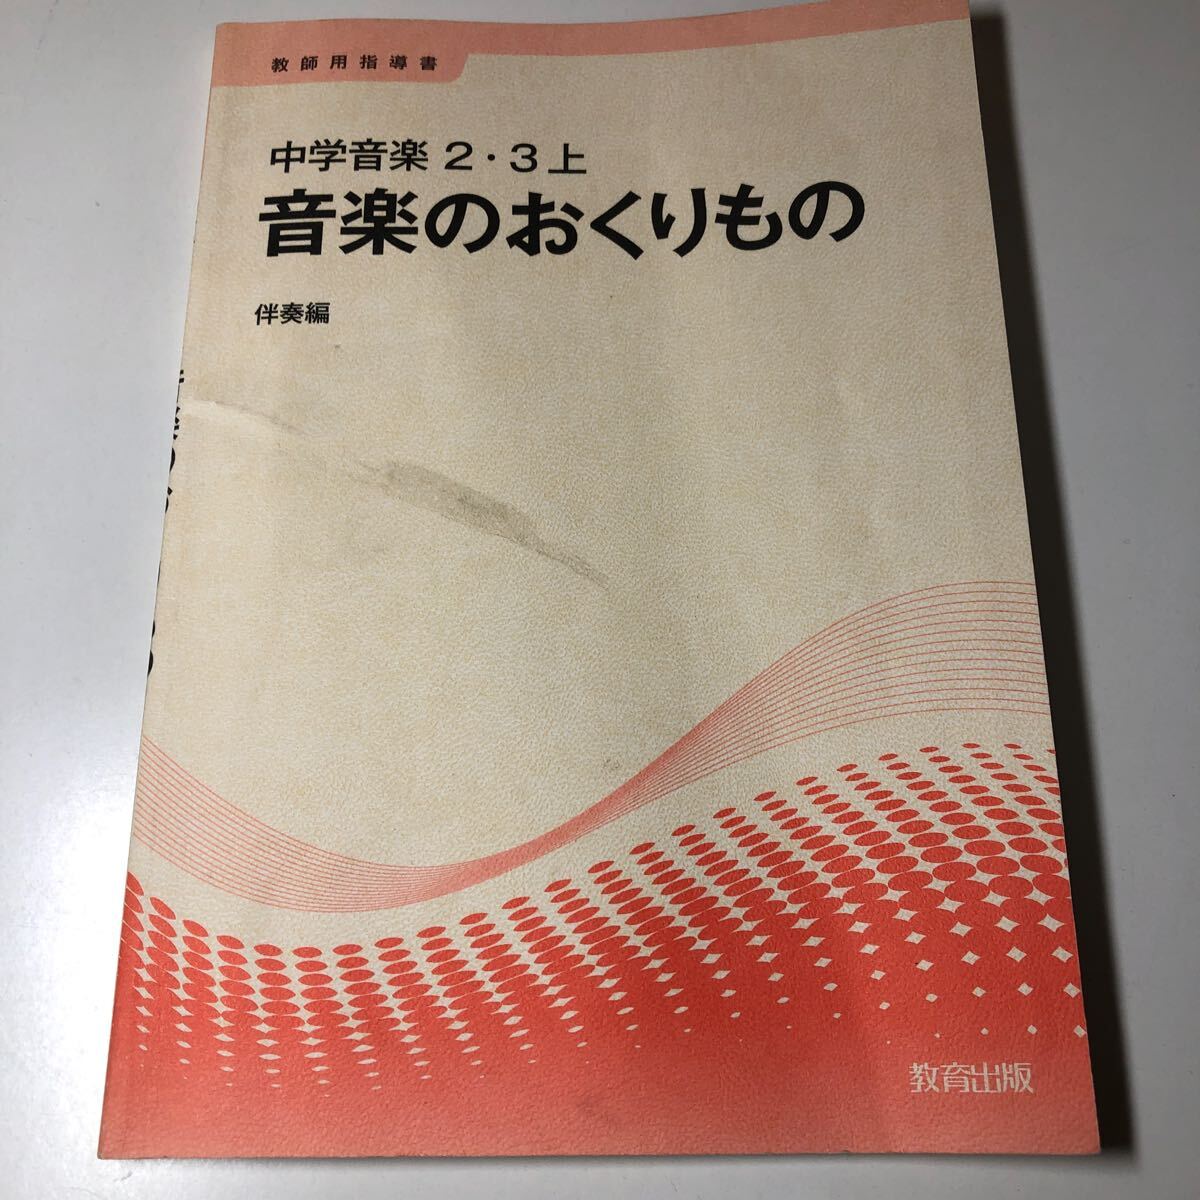 教師用指導書
中学音楽 2・3上
音楽のおくりもの
伴奏編
教育出版